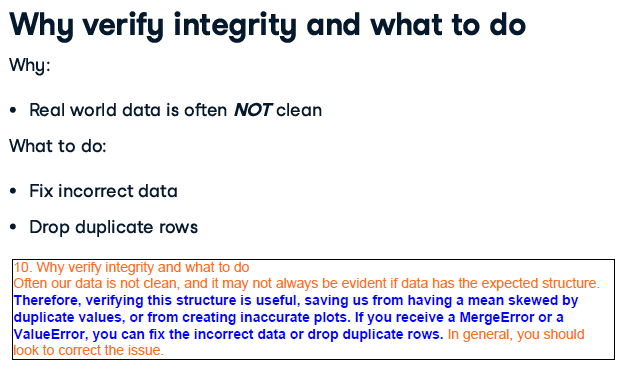 Why verify integrity and what to do
Why:
• Real world data is often NOT clean
What to do:
• Fix incorrect data
• Drop duplicate rows
10. Why verify integrity and what to do
Often our data is not clean, and it may not always be evident if data has the expected structure.
Therefore, verifying this structure is useful, saving us from having a mean skewed by
duplicate values, or from creating inaccurate plots. If you receive a MergeError or a
ValueError, you can fix the incorrect data or drop duplicate rows. In general, you should
look to correct the issue.